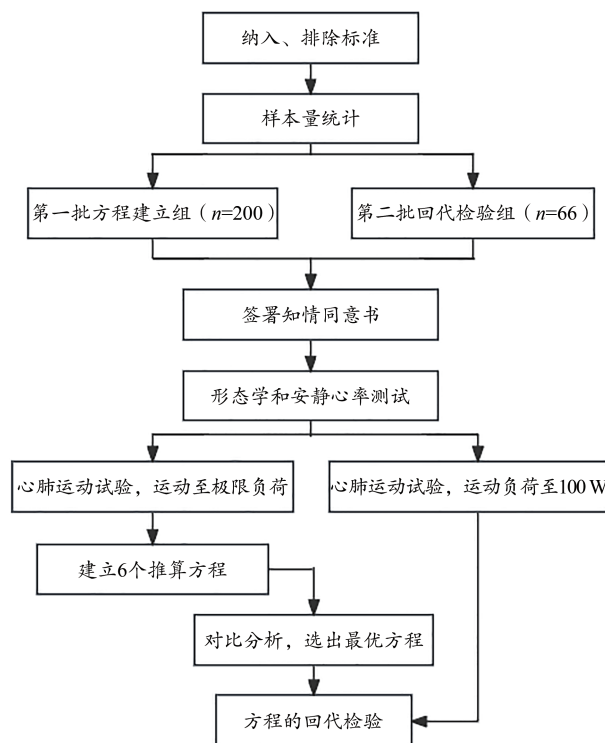 纳入、排除标准
样本量统计
第一批方程建立组（n=200）
第二批回代检验组（n=66）
签署知情同意书
形态学和安静心率测试
心肺运动试验，运动至极限负荷
心肺运动试验，运动负荷至100 W
建立6个推算方程
对比分析，选出最优方程
方程的回代检验